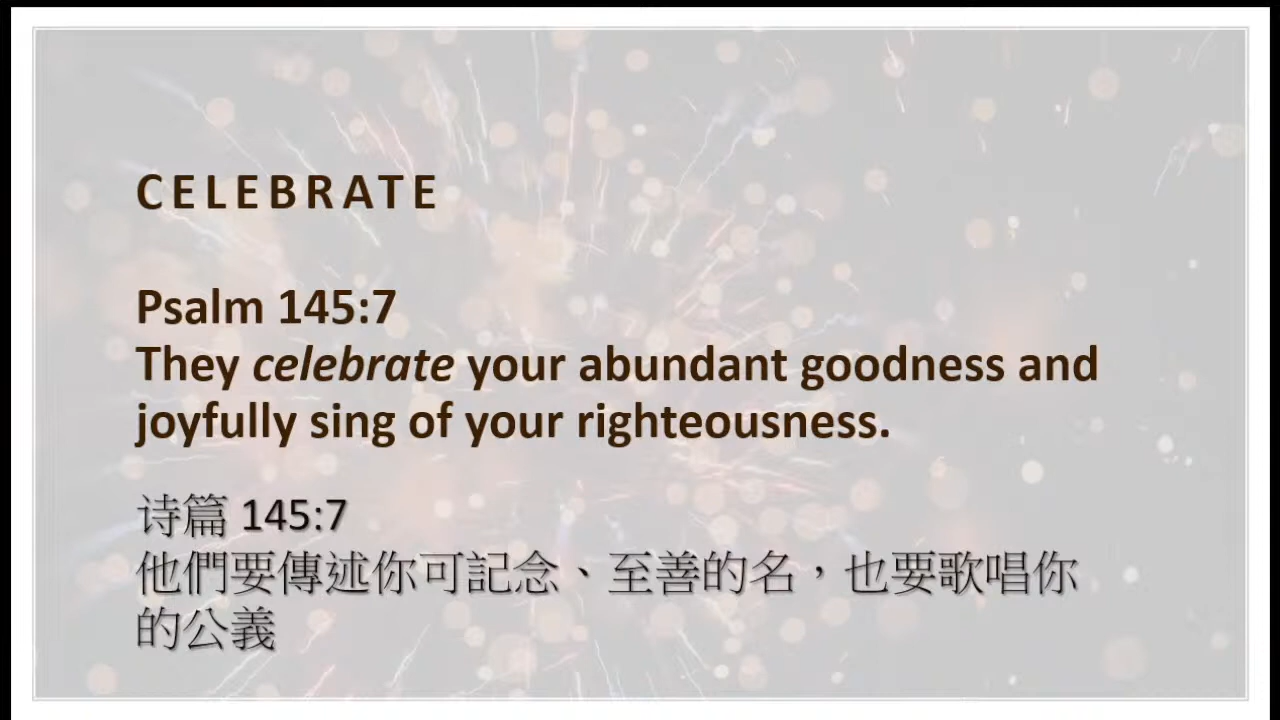 CELEBRATE
Psalm 145:7
They celebrate your abundant goodness and
joyfully sing of your righteousness.
诗篇 145:7
他們要傳述你可記念、至善的名，也要歌唱你
的公義